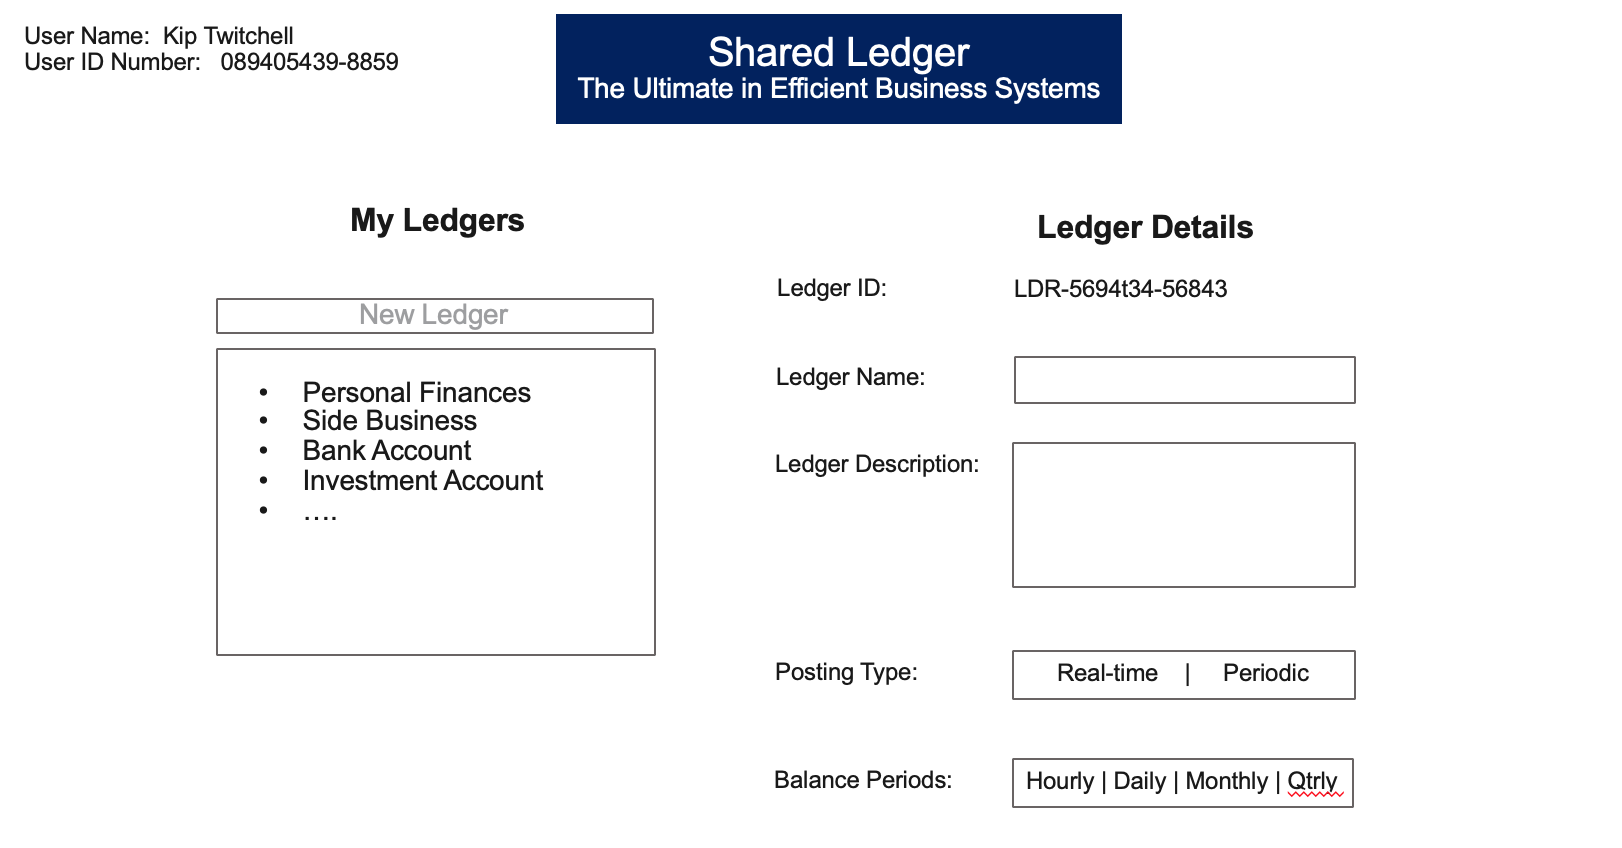 User Name: Kip Twitchell
User ID Number: 089405439-8859
Shared Ledger
The Ultimate in Efficient Business Systems
My Ledgers
New Ledger
• Personal Finances
• Side Business
• Bank Account
• Investment Account
• ....
Ledger Details
Ledger ID: LDR-5694t34-56843
Ledger Name:
Ledger Description:
Posting Type: Real-time | Periodic
Balance Periods: Hourly | Daily | Monthly | Qtrly